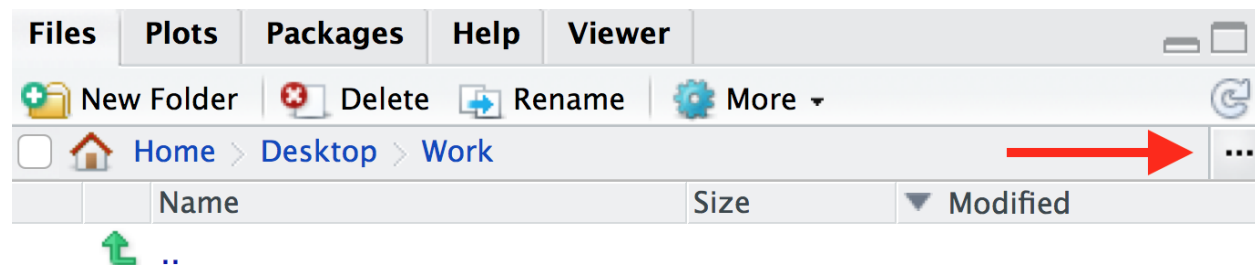 Files Plots Packages Help Viewer
New Folder Delete Rename More
Home Desktop Work ...
Name Size Modified
..